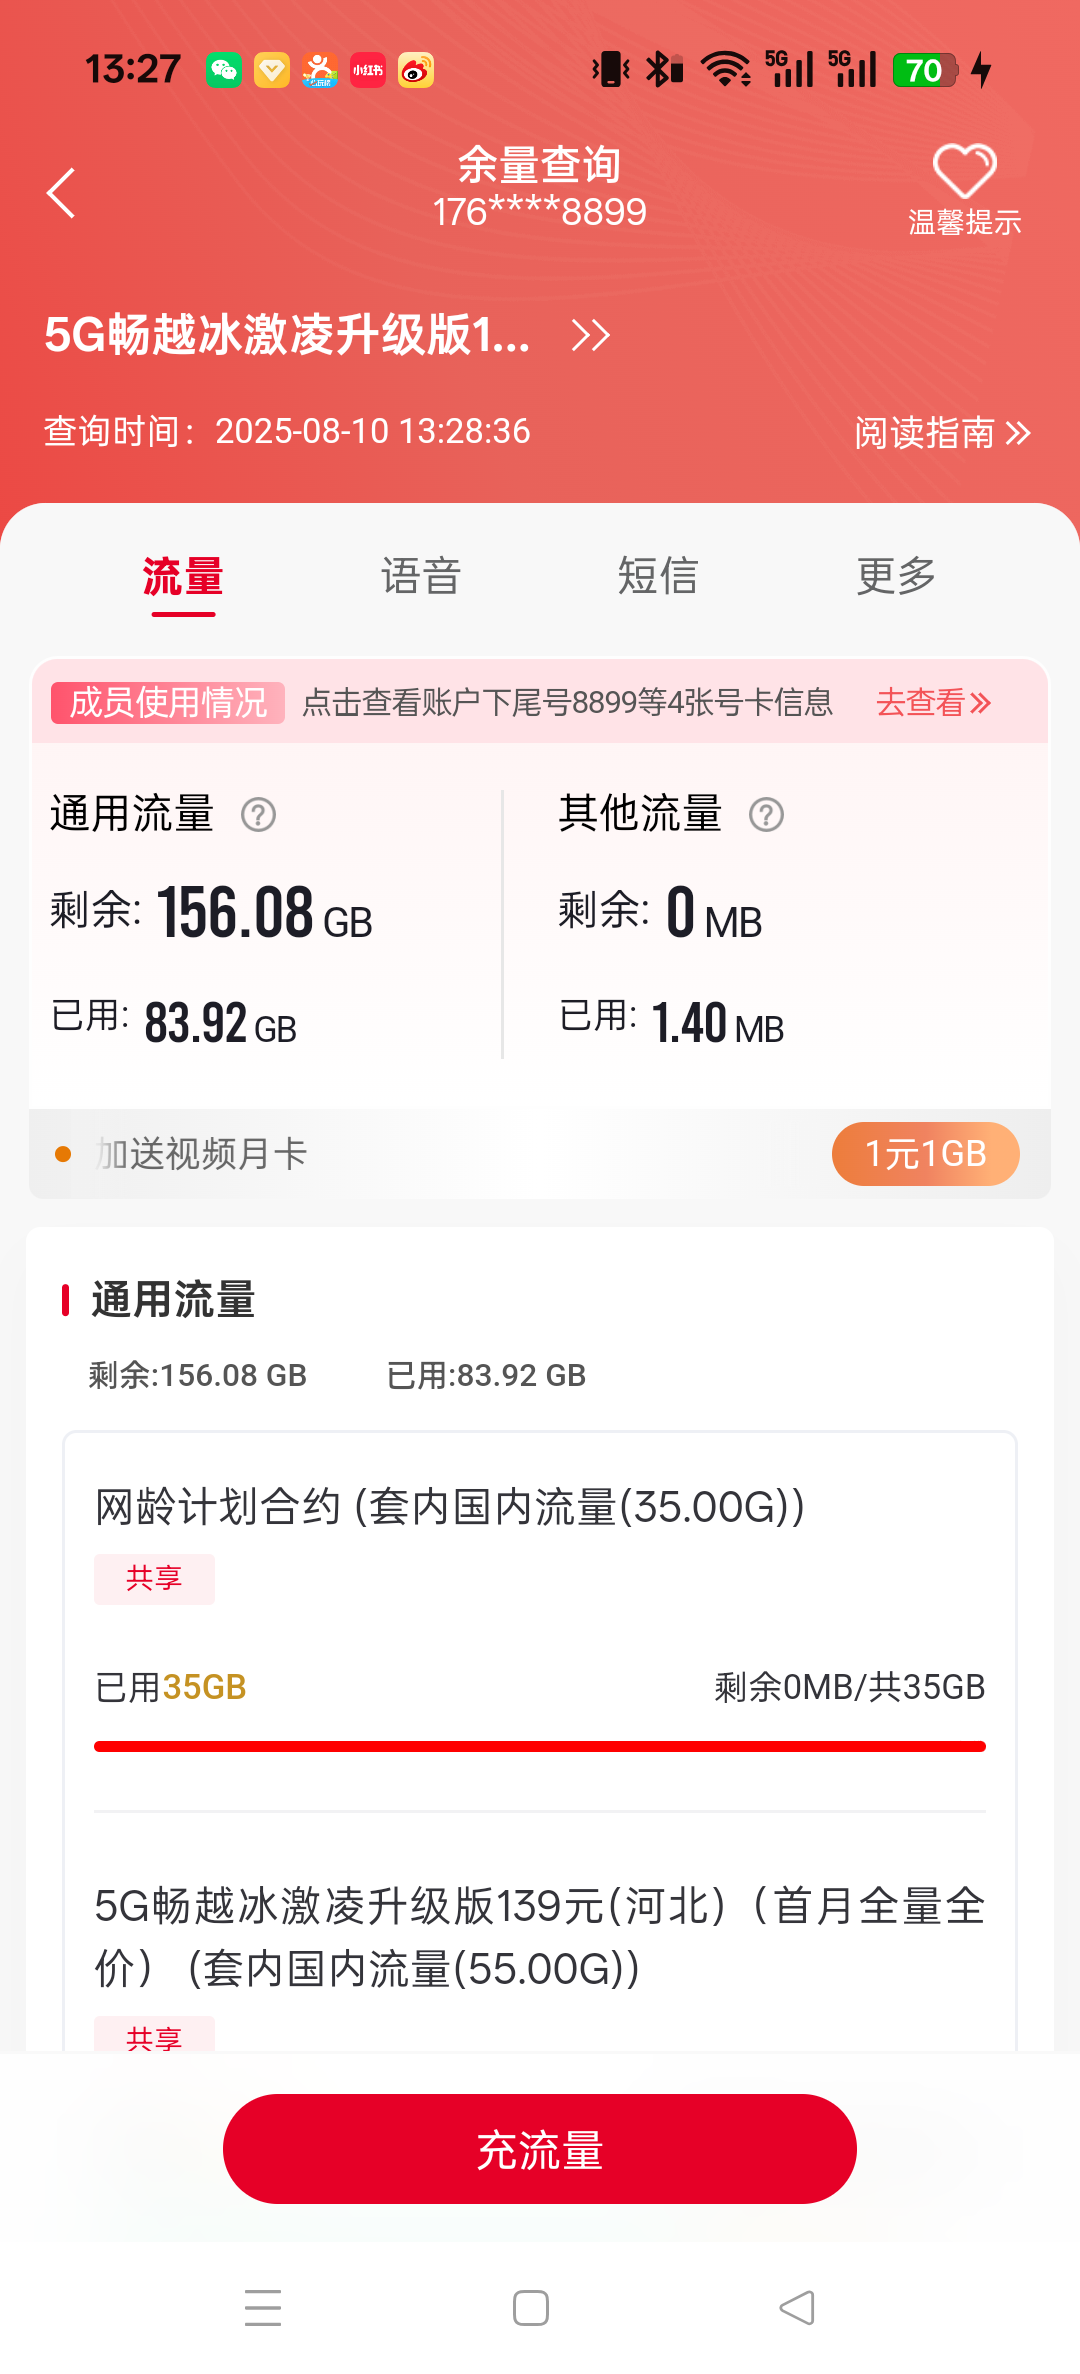 13:27
5G 5G 70
余量查询
176****8899
温馨提示
5G畅越冰激凌升级版1...
查询时间：2025-08-10 13:28:36
阅读指南
流量 语音 短信 更多
成员使用情况 点击查看账户下尾号8899等4张号卡信息 去查看
通用流量 ? 其他流量 ?
剩余: 156.08 GB 剩余: 0 MB
已用: 83.92 GB 已用: 1.40 MB
加送视频月卡 1元1GB
通用流量
剩余:156.08 GB 已用:83.92 GB
网龄计划合约 (套内国内流量(35.00G))
共享
已用35GB 剩余0MB/共35GB
5G畅越冰激凌升级版139元(河北)（首月全量全
价） (套内国内流量(55.00G))
共享
充流量